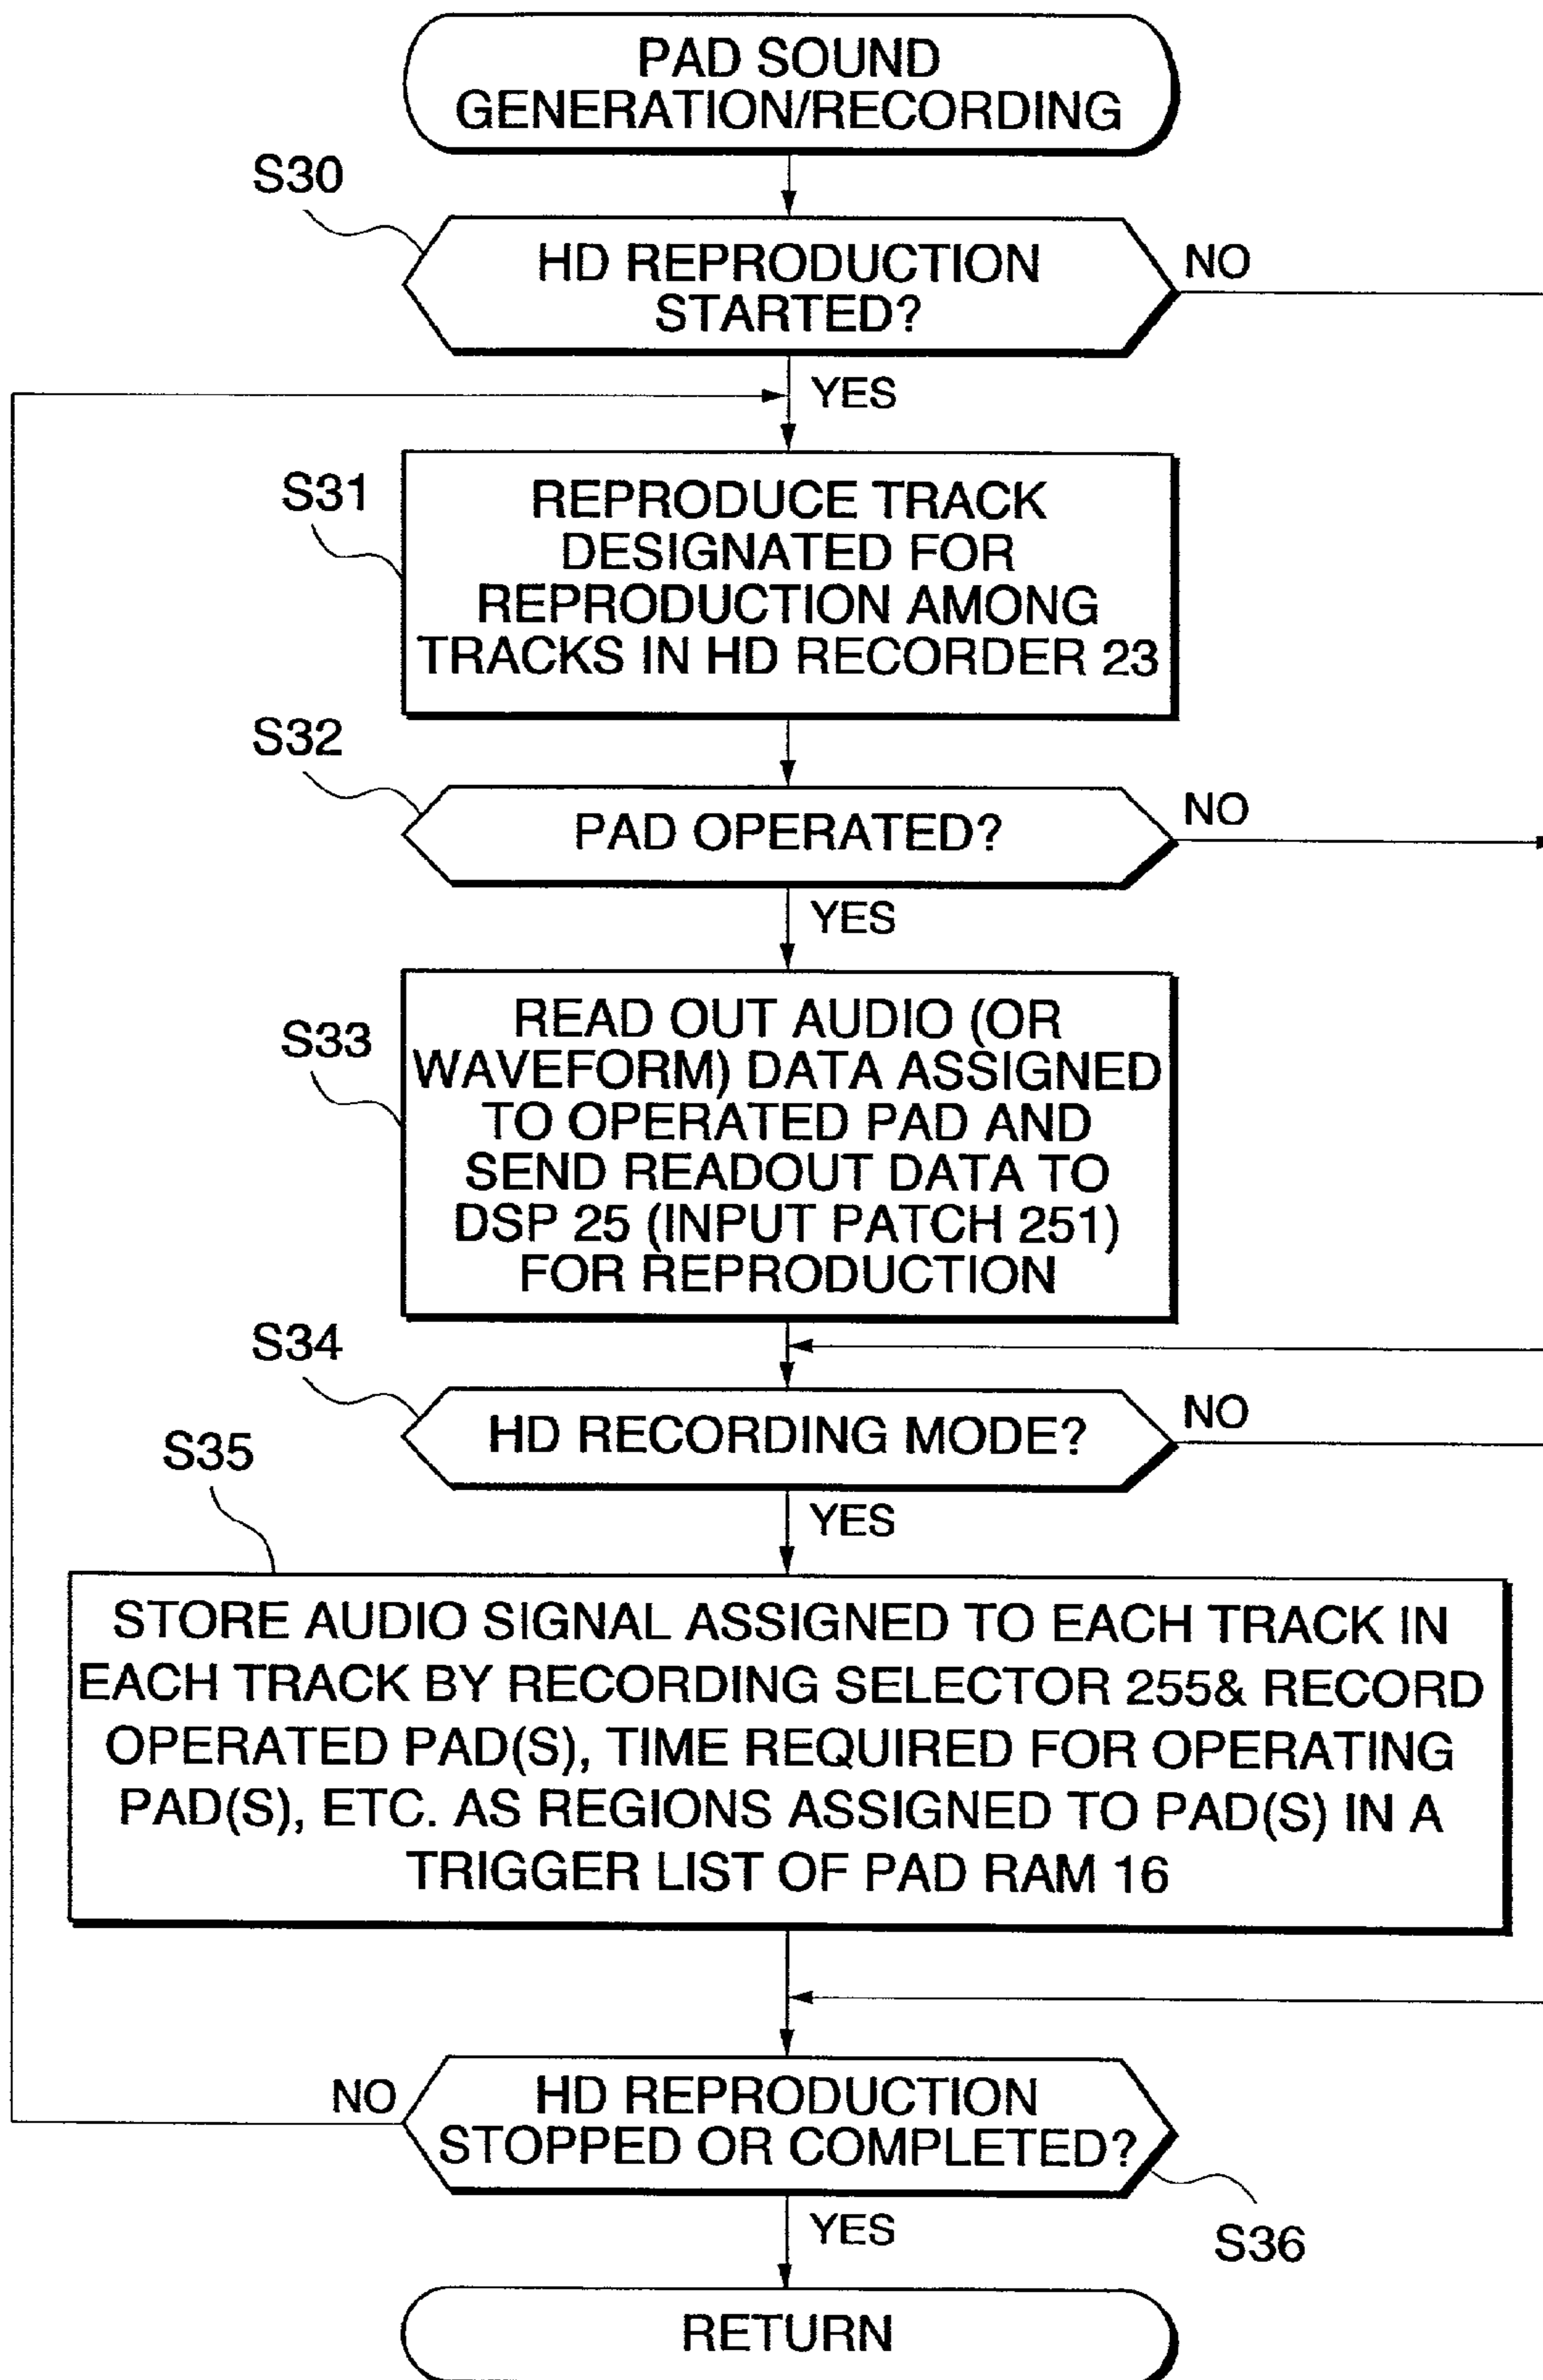 PAD SOUND
GENERATION/RECORDING
S30
HD REPRODUCTION
STARTED?
NO
YES
S31
REPRODUCE TRACK
DESIGNATED FOR
REPRODUCTION AMONG
TRACKS IN HD RECORDER 23
S32
PAD OPERATED?
NO
YES
S33
READ OUT AUDIO (OR
WAVEFORM) DATA ASSIGNED
TO OPERATED PAD AND
SEND READOUT DATA TO
DSP 25 (INPUT PATCH 251)
FOR REPRODUCTION
S34
HD RECORDING MODE?
NO
YES
S35
STORE AUDIO SIGNAL ASSIGNED TO EACH TRACK IN
EACH TRACK BY RECORDING SELECTOR 255& RECORD
OPERATED PAD(S), TIME REQUIRED FOR OPERATING
PAD(S), ETC. AS REGIONS ASSIGNED TO PAD(S) IN A
TRIGGER LIST OF PAD RAM 16
NO
HD REPRODUCTION
STOPPED OR COMPLETED?
YES
S36
RETURN